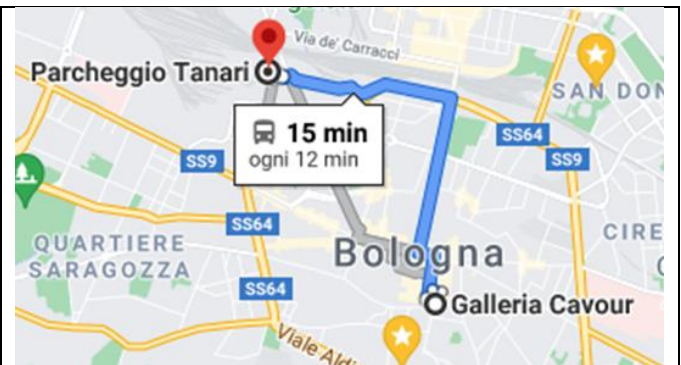 Via de' Carracci
Parcheggio Tanari
SAN DON
15 min
ogni 12 min
SS64
SS9
SS9
SS64
QUARTIERE
SARAGOZZA
Bologna
CIRE
SS64
Galleria Cavour
Viale Aldi